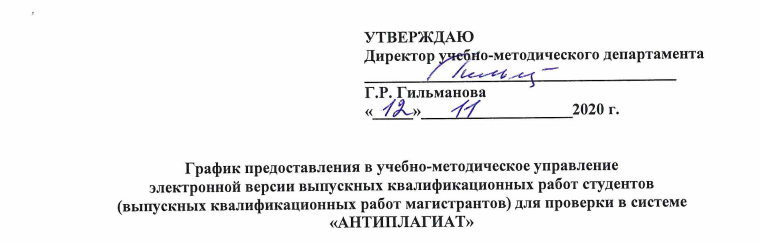 УТВЕРЖДАЮ
Директор учебно-методического департамента
Г.Р. Гильманова
« 12 » 11 2020 г.
График предоставления в учебно-методическое управление
электронной версии выпускных квалификационных работ студентов
(выпускных квалификационных работ магистрантов) для проверки в системе
«АНТИПЛАГИАТ»